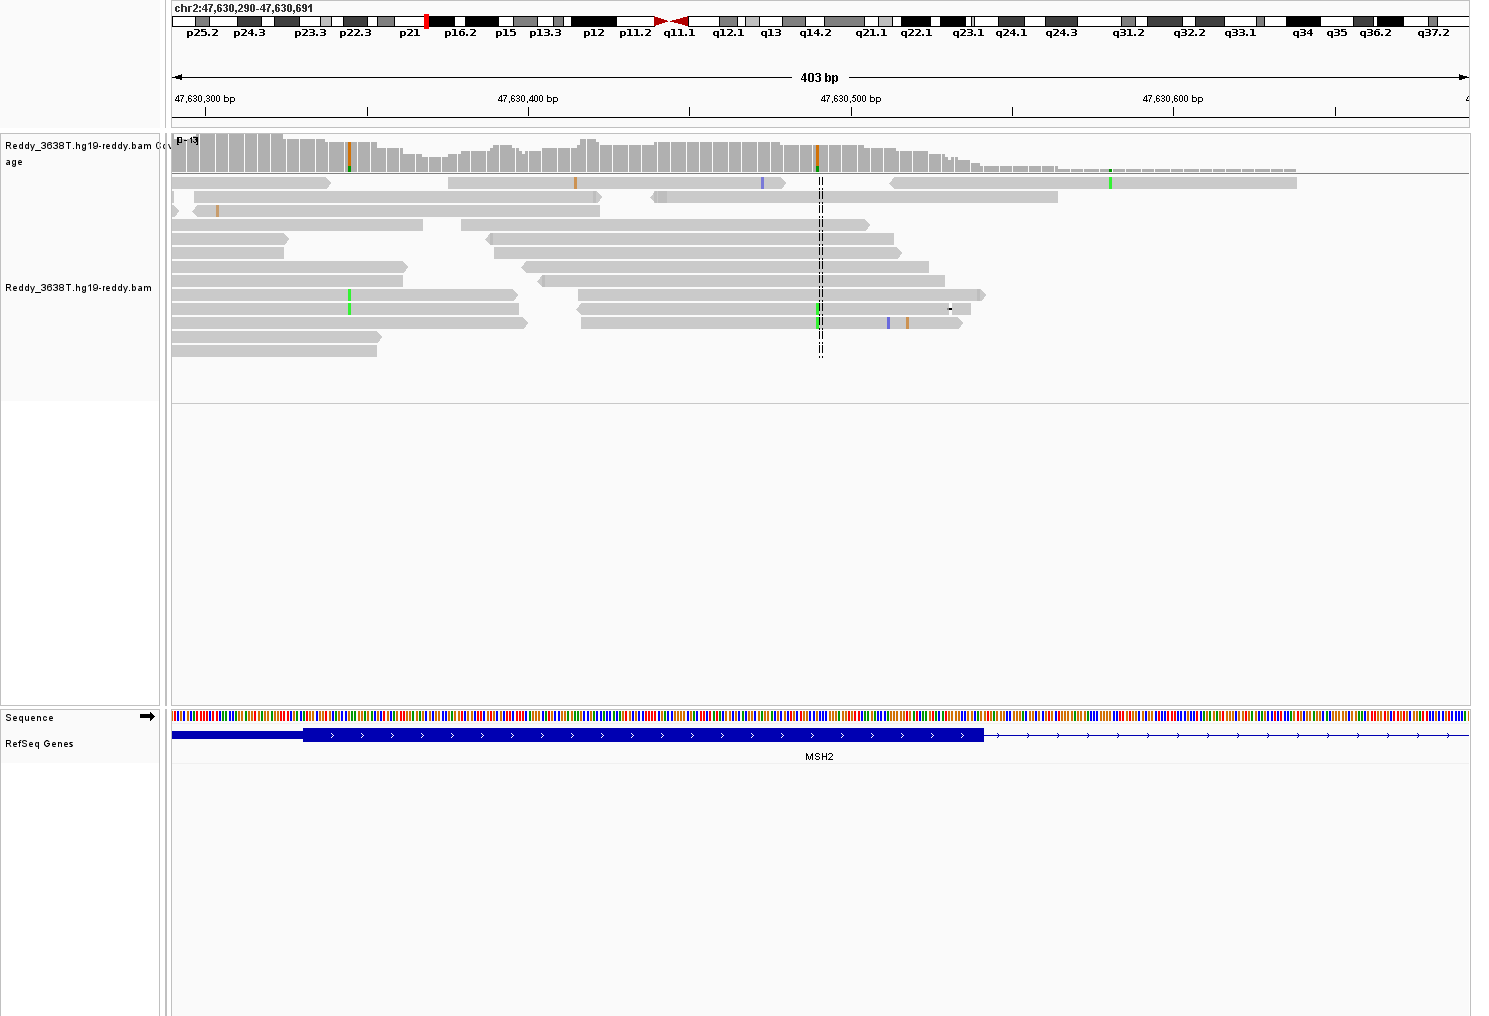 chr2:47,630,290-47,630,691
p25.2 p24.3 p23.3 p22.3 p21 p16.2 p15 p13.3 p12 p11.2 q11.1 q12.1 q13 q14.2 q21.1 q22.1 q23.1 q24.1 q24.3 q31.2 q32.2 q33.1 q34 q35 q36.2 q37.2
403 bp
47,630,300 bp 47,630,400 bp 47,630,500 bp 47,630,600 bp
Reddy_3638T.hg19-reddy.bam Cov
age
[0 - 13]
Reddy_3638T.hg19-reddy.bam
Sequence
RefSeq Genes
MSH2